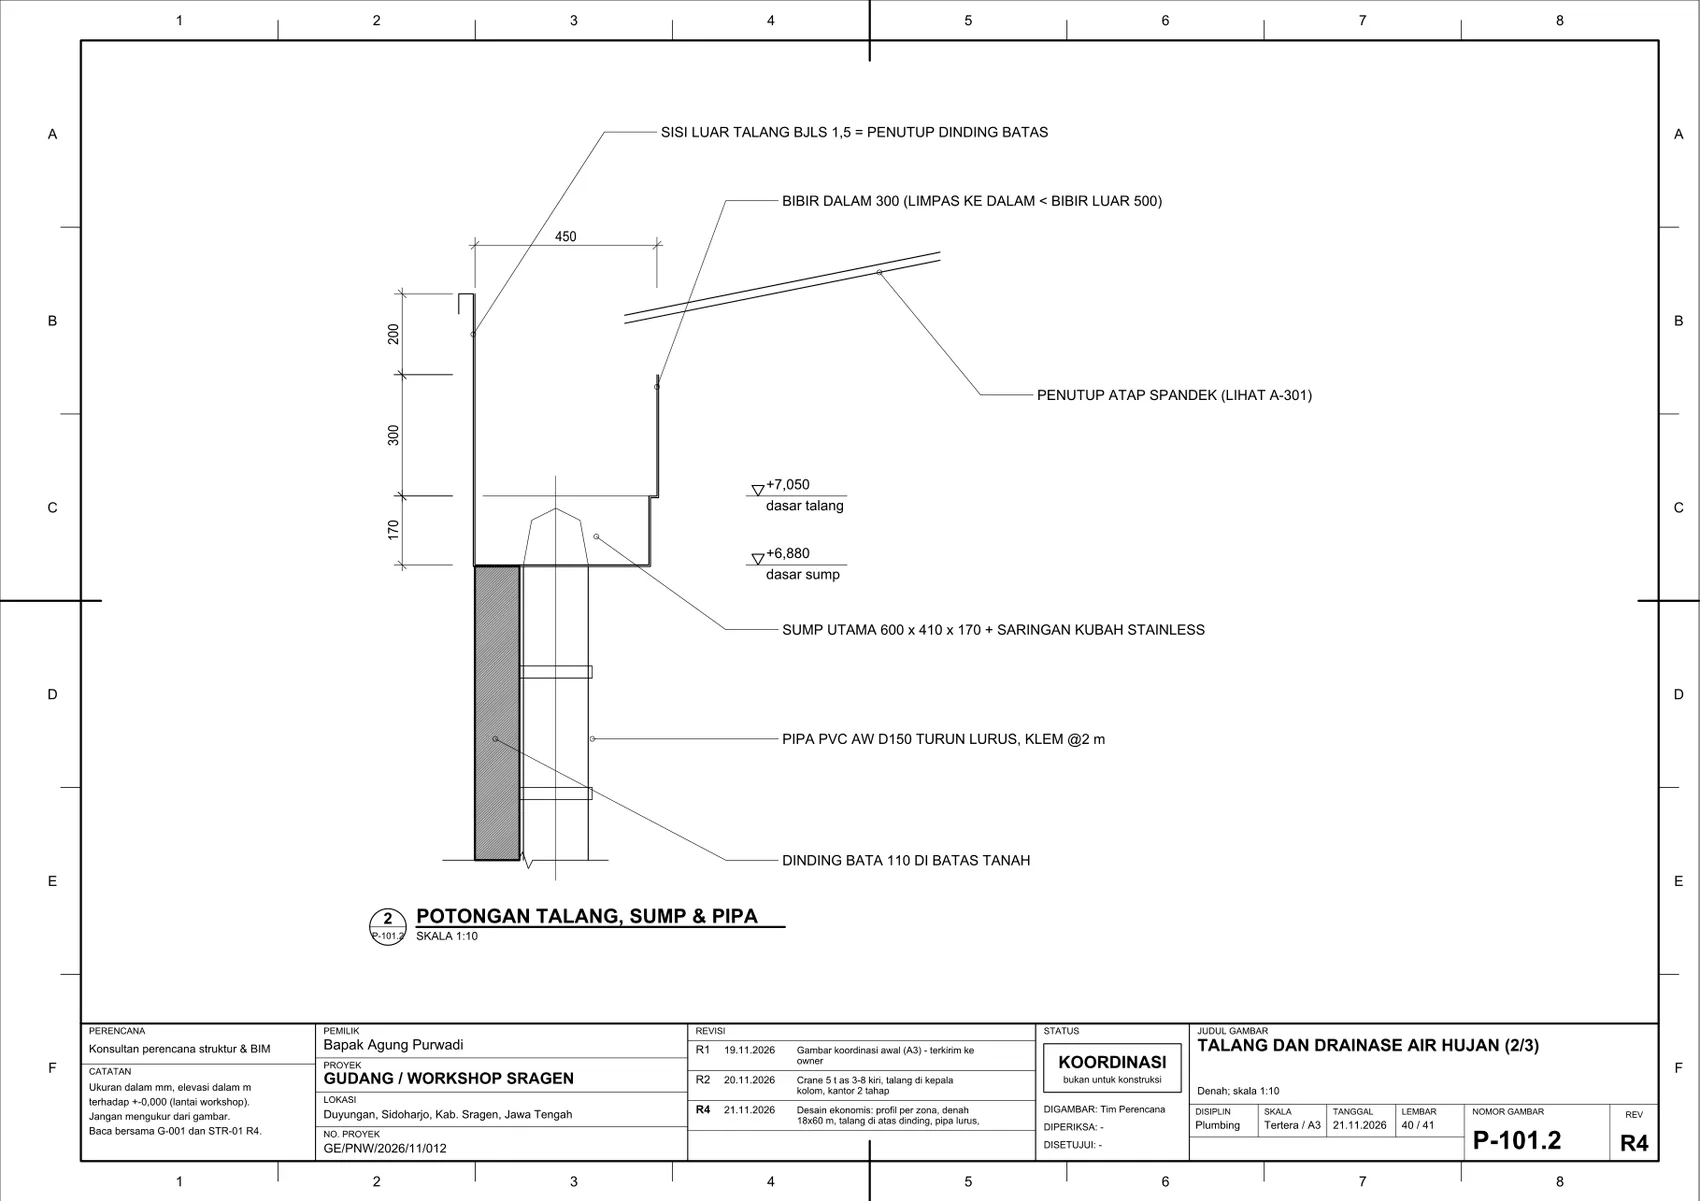 1 2 3 4 5 6 7 8
A A
SISI LUAR TALANG BJLS 1,5 = PENUTUP DINDING BATAS
BIBIR DALAM 300 (LIMPAS KE DALAM < BIBIR LUAR 500)
450
B B
200
PENUTUP ATAP SPANDEK (LIHAT A-301)
300
+7,050
dasar talang
C C
170
+6,880
dasar sump
SUMP UTAMA 600 x 410 x 170 + SARINGAN KUBAH STAINLESS
D D
PIPA PVC AW D150 TURUN LURUS, KLEM @2 m
DINDING BATA 110 DI BATAS TANAH
E E
2
P-101.2
POTONGAN TALANG, SUMP & PIPA
SKALA 1:10
F F
PERENCANA
Konsultan perencana struktur & BIM
CATATAN
Ukuran dalam mm, elevasi dalam m
terhadap +-0,000 (lantai workshop).
Jangan mengukur dari gambar.
Baca bersama G-001 dan STR-01 R4.
PEMILIK
Bapak Agung Purwadi
PROYEK
GUDANG / WORKSHOP SRAGEN
LOKASI
Duyungan, Sidoharjo, Kab. Sragen, Jawa Tengah
NO. PROYEK
GE/PNW/2026/11/012
REVISI
R1 19.11.2026 Gambar koordinasi awal (A3) - terkirim ke
owner
R2 20.11.2026 Crane 5 t as 3-8 kiri, talang di kepala
kolom, kantor 2 tahap
R4 21.11.2026 Desain ekonomis: profil per zona, denah
18x60 m, talang di atas dinding, pipa lurus,
STATUS
KOORDINASI
bukan untuk konstruksi
DIGAMBAR: Tim Perencana
DIPERIKSA: -
DISETUJUI: -
JUDUL GAMBAR
TALANG DAN DRAINASE AIR HUJAN (2/3)
Denah; skala 1:10
DISIPLIN
Plumbing
SKALA
Tertera / A3
TANGGAL
21.11.2026
LEMBAR
40 / 41
NOMOR GAMBAR
P-101.2
REV
R4
1 2 3 4 5 6 7 8